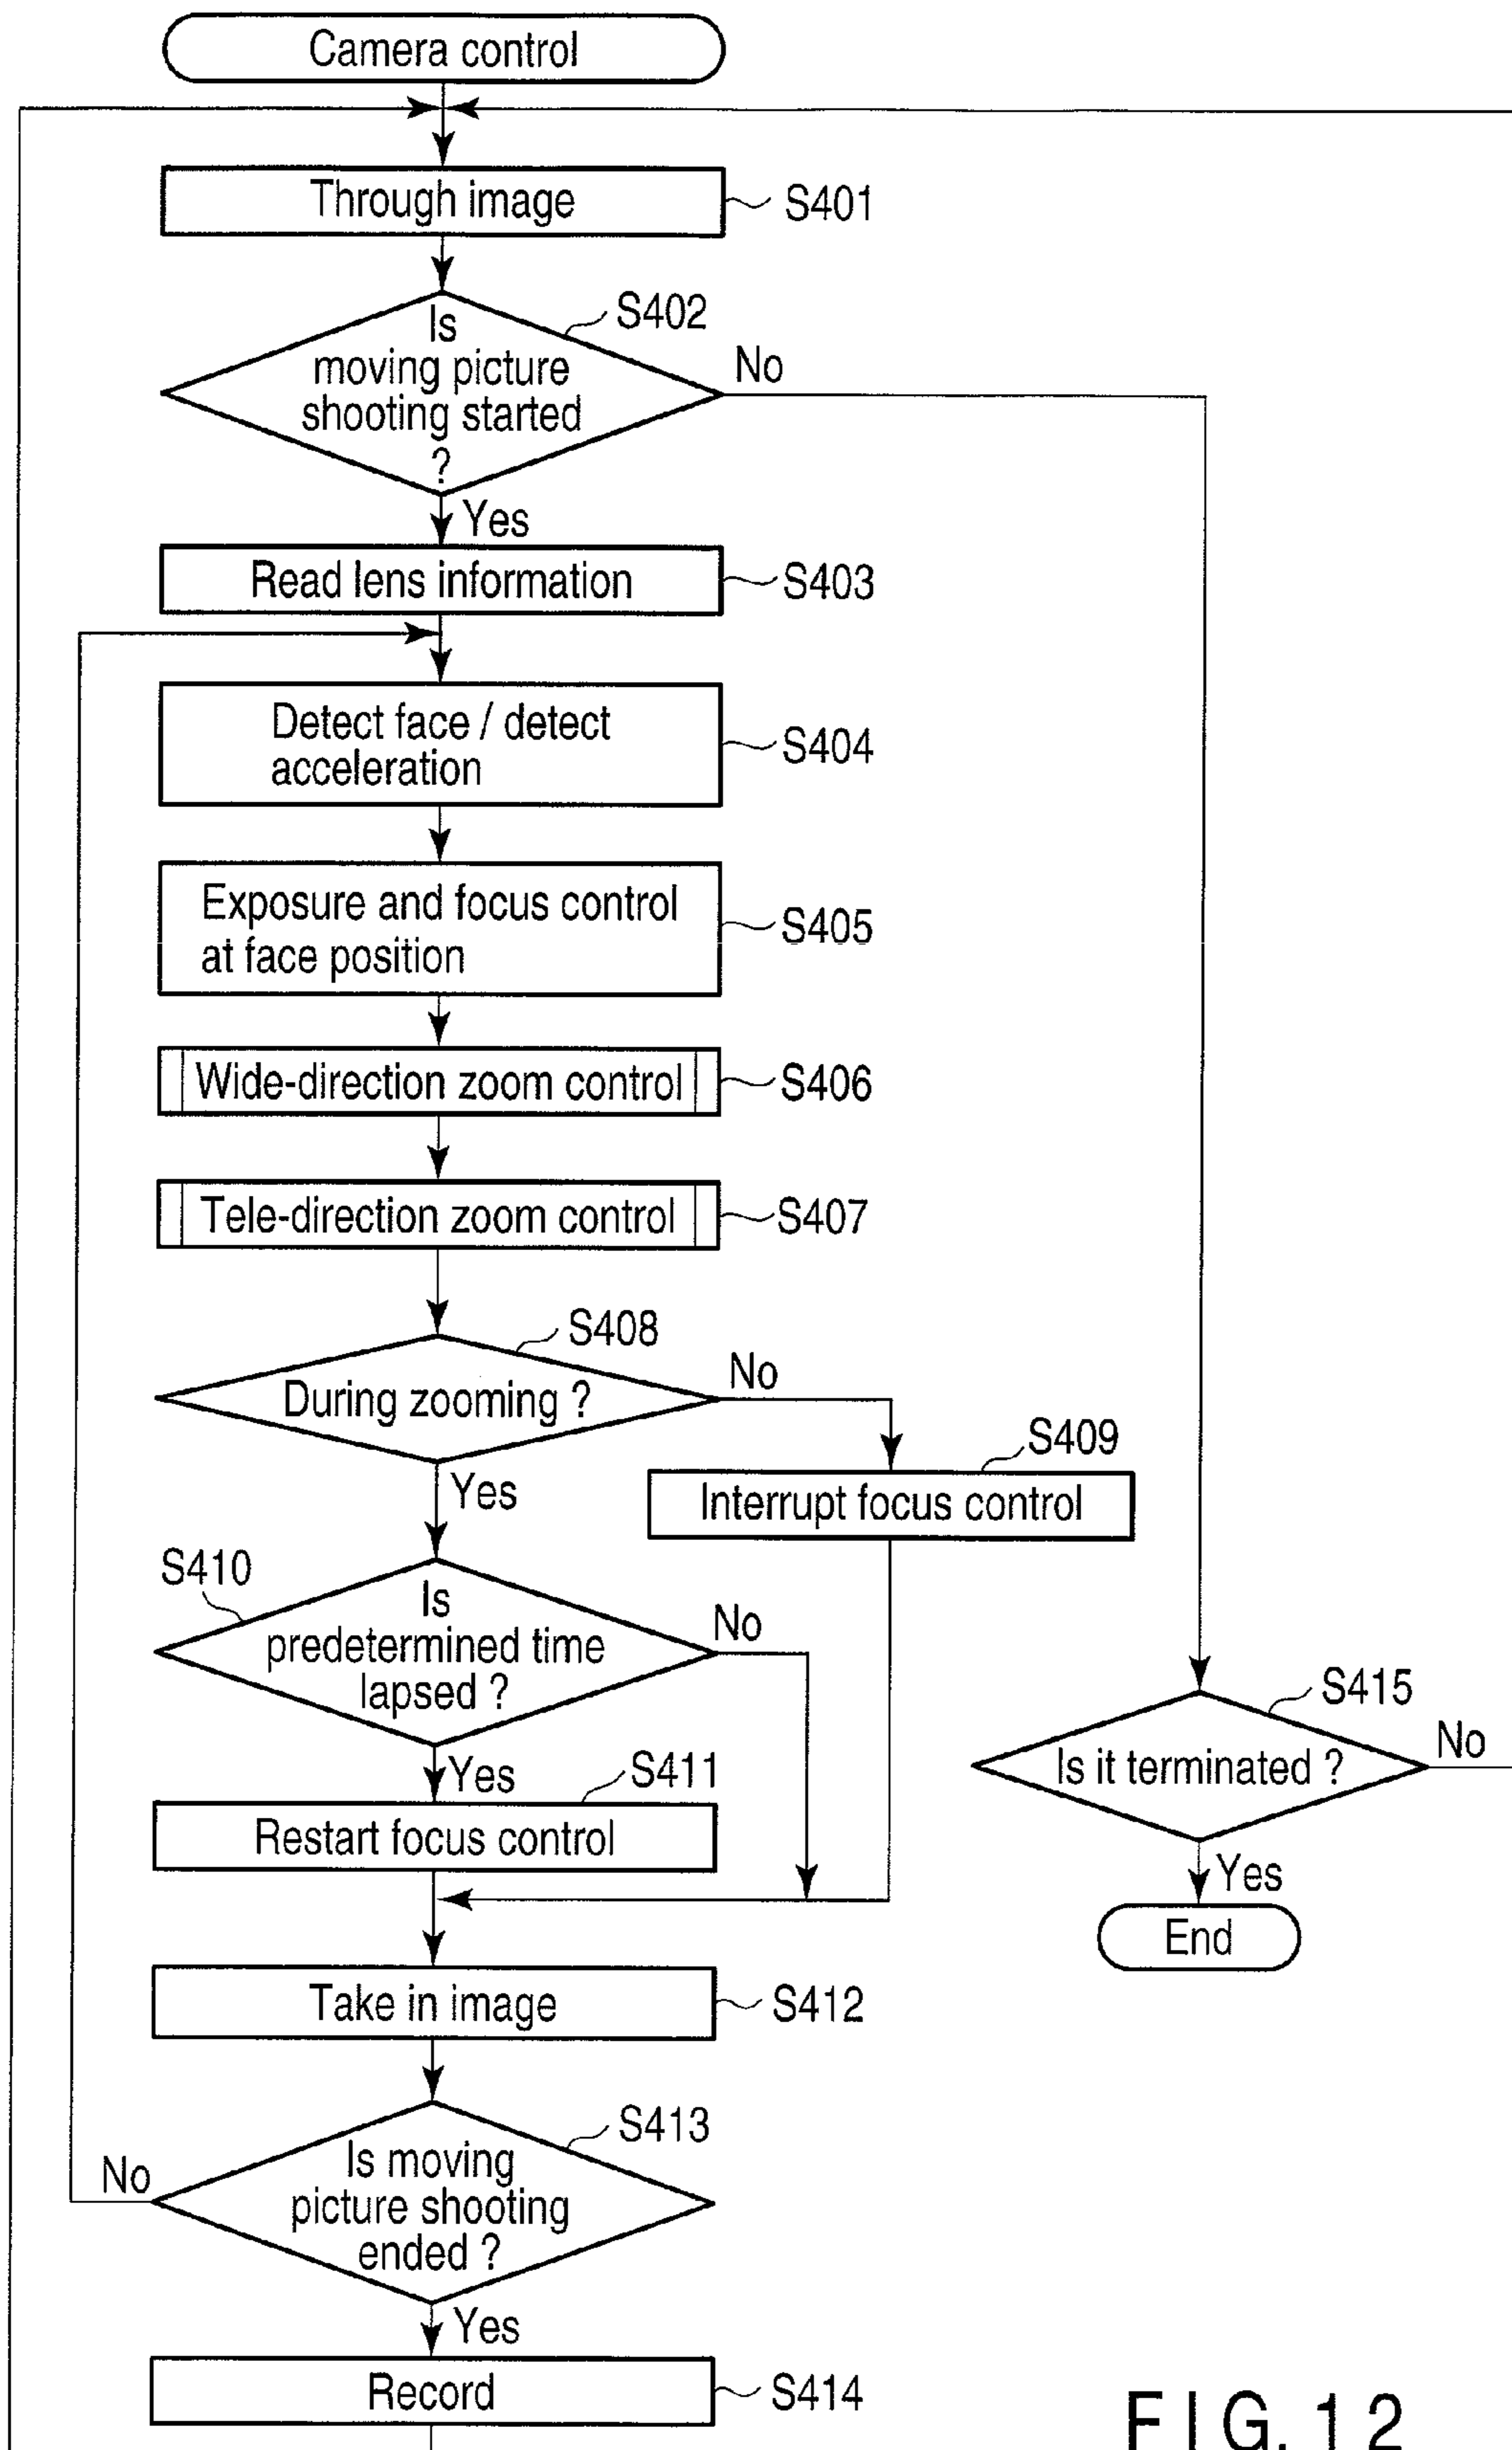 Camera control
Through image
S401
S402
Is
moving picture
shooting started
?
No
Yes
Read lens information
S403
Detect face / detect
acceleration
S404
Exposure and focus control
at face position
S405
Wide-direction zoom control
S406
Tele-direction zoom control
S407
S408
During zooming ?
No
Yes
S409
Interrupt focus control
S410
Is
predetermined time
lapsed ?
No
Yes
S411
Restart focus control
S415
Is it terminated ?
No
Yes
End
Take in image
S412
S413
Is moving
picture shooting
ended ?
No
Yes
Record
S414
FIG. 12